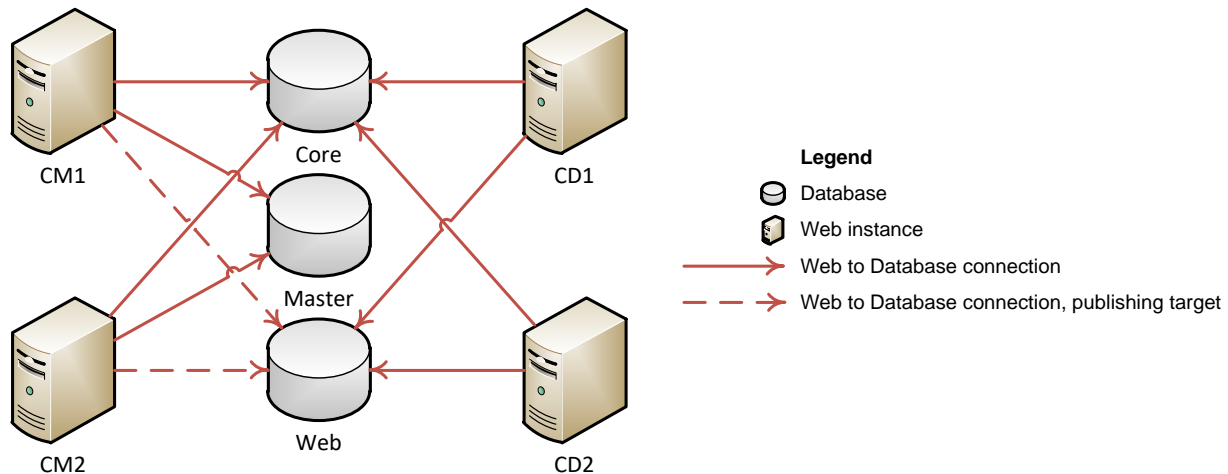 CM1
Core
CD1
Master
CM2
Web
CD2
Legend
Database
Web instance
Web to Database connection
Web to Database connection, publishing target